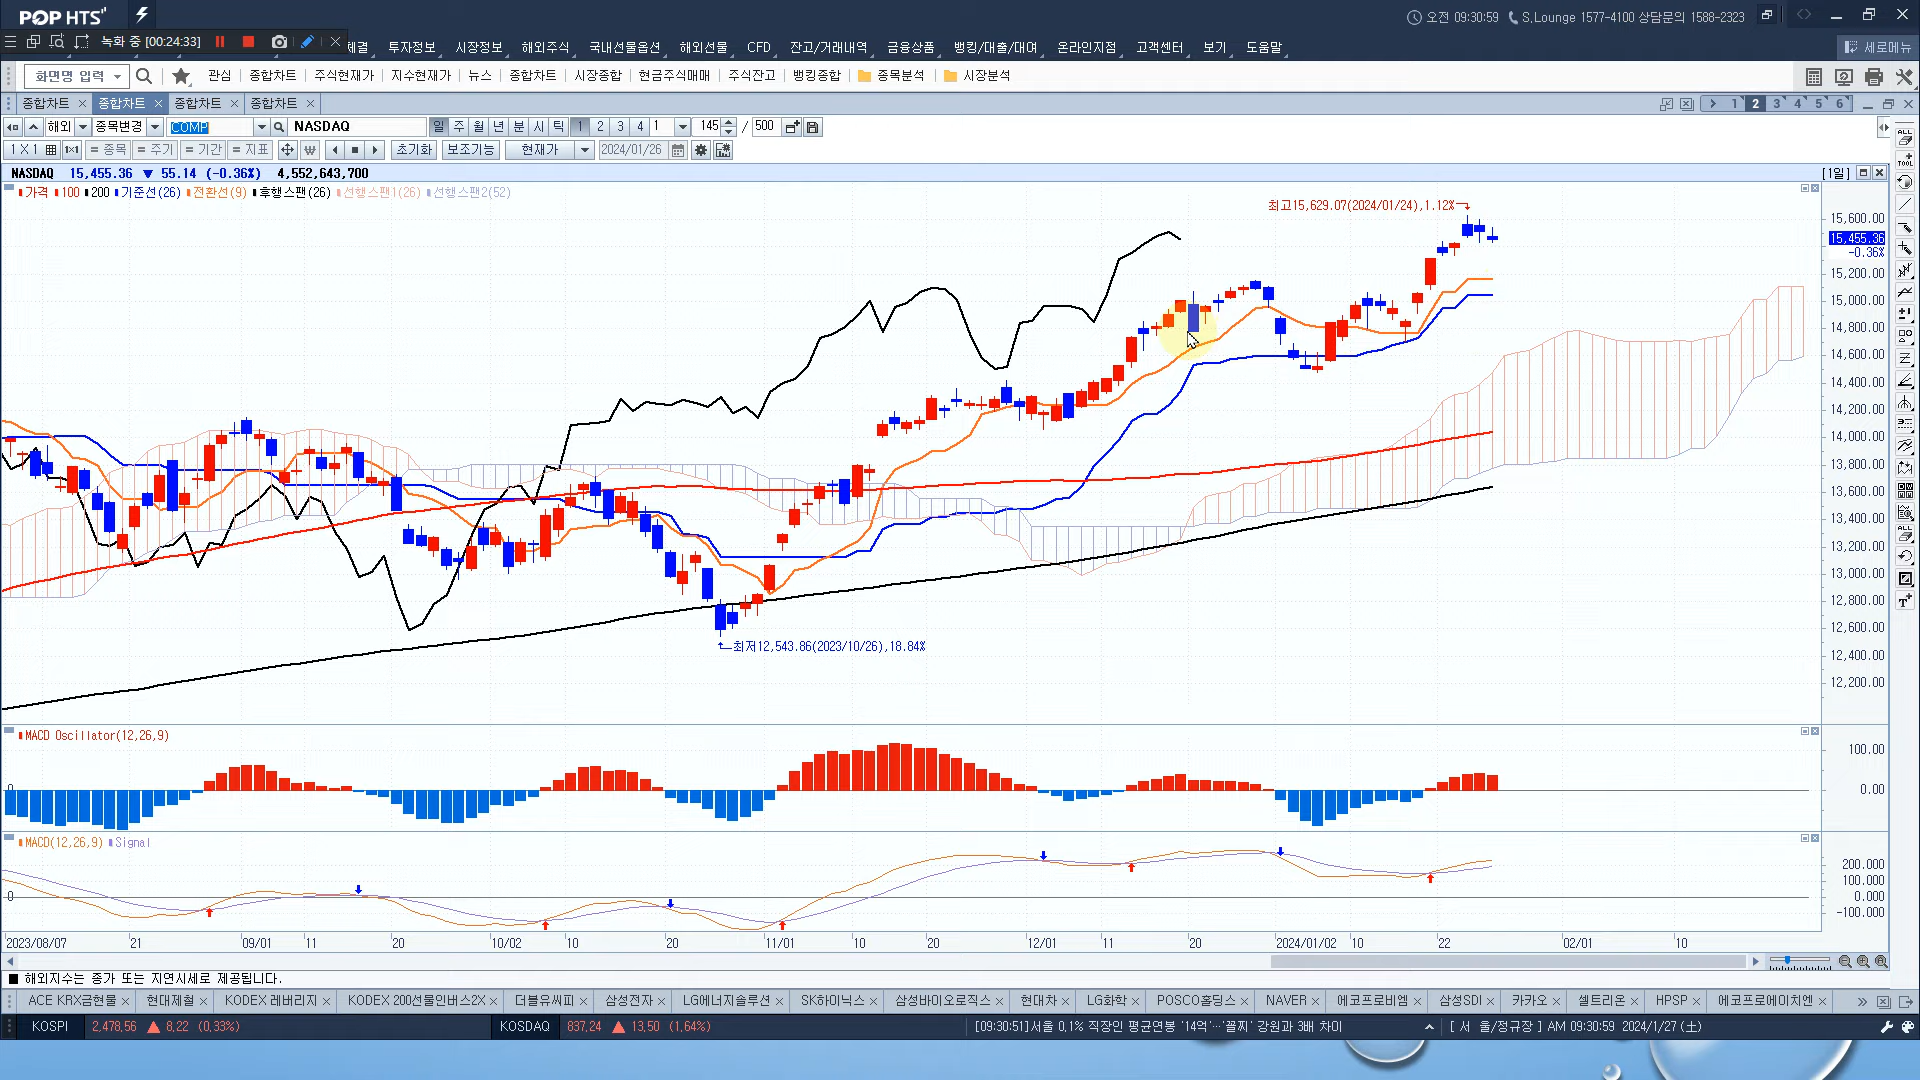 POP HTS
오전 09:30:59 S.Lounge 1577-4100 상담문의 1588-2323
녹화 중 [00:24:33]
체결 투자정보 시장정보 해외주식 국내선물옵션 해외선물 CFD 잔고/거래내역 금융상품 뱅킹/대출/대여 온라인지점 고객센터 보기 도움말 세로메뉴
화면명 입력 관심 종합차트 주식현재가 지수현재가 뉴스 종합차트 시장종합 현금주식매매 주식잔고 뱅킹종합 종목분석 시장분석
종합차트 종합차트 종합차트 종합차트 1 2 3 4 5 6
해외 종목변경 COMP NASDAQ 일 주 월 년 분 시 틱 1 2 3 4 1 145 / 500
1 X 1 1×1 = 종목 = 주기 = 기간 = 지표 초기화 보조기능 현재가 2024/01/26
NASDAQ 15,455.36 ▼ 55.14 (-0.36%) 4,552,643,700 [1일]
가격 100 200 기준선(26) 전환선(9) 후행스팬(26) 선행스팬1(26) 선행스팬2(52)
최고15,629.07(2024/01/24),1.12%
15,600.00
15,455.36
-0.36%
15,200.00
15,000.00
14,800.00
14,600.00
14,400.00
14,200.00
14,000.00
13,800.00
13,600.00
13,400.00
13,200.00
13,000.00
12,800.00
12,600.00
최저12,543.86(2023/10/26),18.84%
12,400.00
12,200.00
MACD Oscillator(12,26,9)
100.00
0 0.00
MACD(12,26,9) Signal
200.000
100.000
0 0.000
-100.000
2023/08/07 21 09/01 11 20 10/02 10 20 11/01 10 20 12/01 11 20 2024/01/02 10 22 02/01 10
■ 해외지수는 종가 또는 지연시세로 제공됩니다.
ACE KRX금현물 현대제철 KODEX 레버리지 KODEX 200선물인버스2X 더블유씨피 삼성전자 LG에너지솔루션 SK하이닉스 삼성바이오로직스 현대차 LG화학 POSCO홀딩스 NAVER 에코프로비엠 삼성SDI 카카오 셀트리온 HPSP 에코프로에이치엔
KOSPI 2,478.56 ▲ 8.22 (0.33%) KOSDAQ 837.24 ▲ 13.50 (1.64%) [09:30:51]서울 0.1% 직장인 평균연봉 '14억'…'꼴찌' 강원과 3배 차이 [ 서 울/정규장 ] AM 09:30:59 2024/1/27 (土)